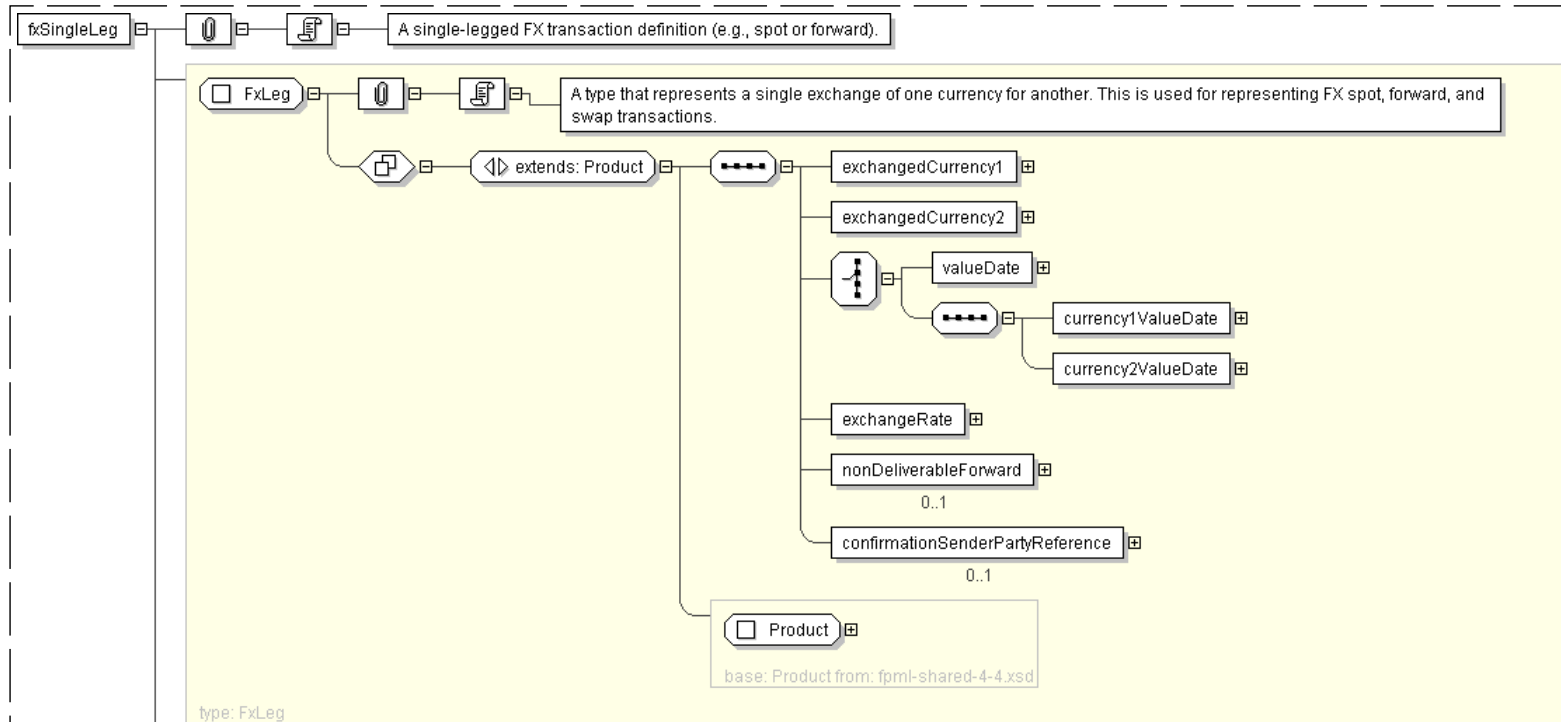 fxSingleLeg
A single-legged FX transaction definition (e.g., spot or forward).
FxLeg
A type that represents a single exchange of one currency for another. This is used for representing FX spot, forward, and
swap transactions.
extends: Product
exchangedCurrency1
exchangedCurrency2
valueDate
currency1ValueDate
currency2ValueDate
exchangeRate
nonDeliverableForward
0..1
confirmationSenderPartyReference
0..1
Product
base: Product from: fpml-shared-4-4.xsd
type: FxLeg